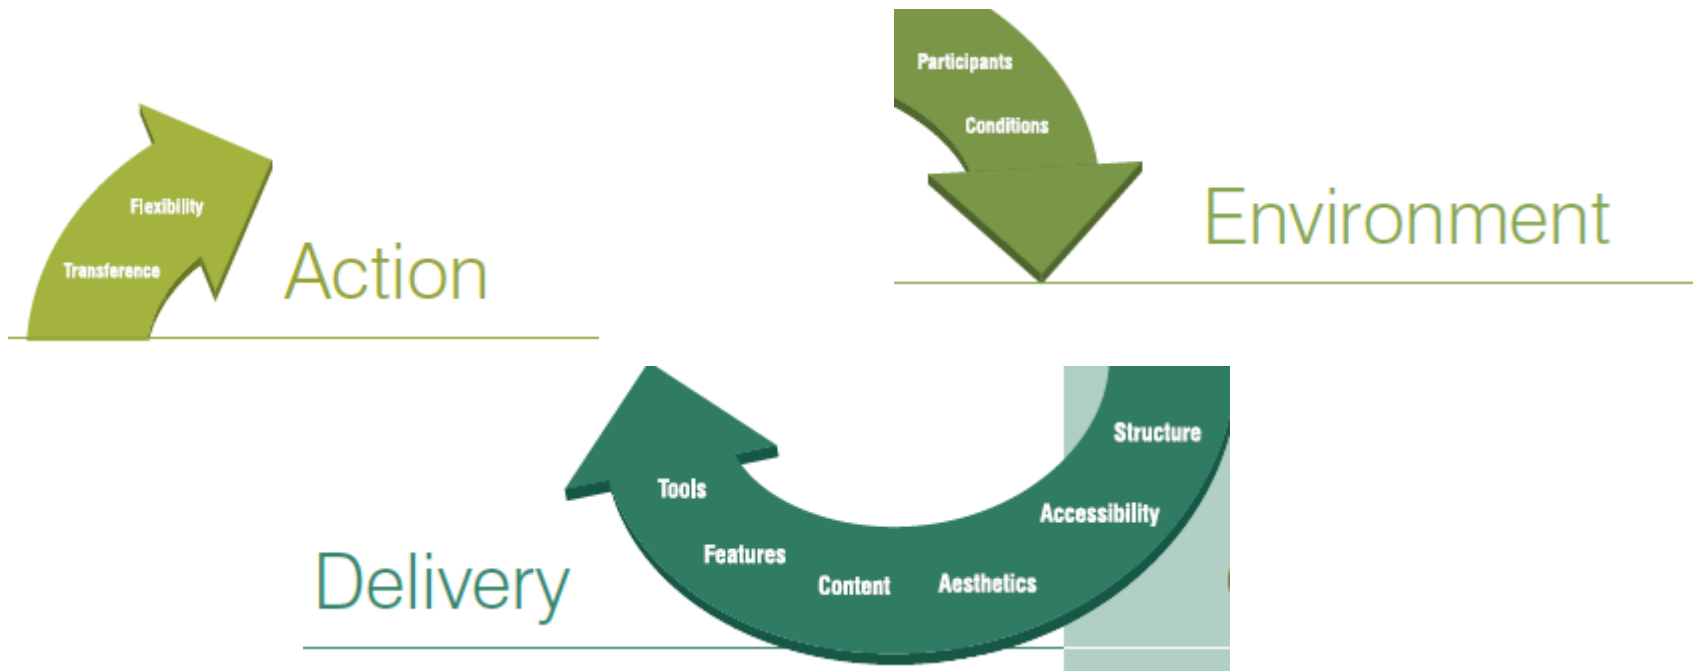 Flexibility
Transference
Action
Participants
Conditions
Environment
Structure
Tools
Accessibility
Features
Content
Aesthetics
Delivery